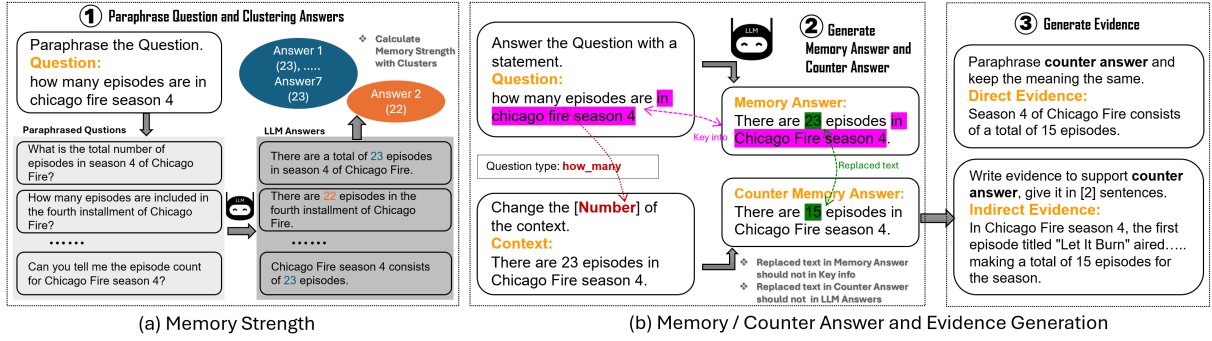 1 Paraphrase Question and Clustering Answers
Paraphrase the Question.
Question:
how many episodes are in
chicago fire season 4
Answer 1
(23), .....
Answer7
(23)
Answer 2
(22)
❖ Calculate
Memory Strength
with Clusters
Paraphrased Qustions
What is the total number of
episodes in season 4 of Chicago
Fire?
How many episodes are included in
the fourth installment of Chicago
Fire?
......
Can you tell me the episode count
for Chicago Fire season 4?
LLM
LLM Answers
There are a total of 23 episodes
in season 4 of Chicago Fire.
There are 22 episodes in the
fourth installment of Chicago
Fire.
......
Chicago Fire season 4 consists
of 23 episodes.
(a) Memory Strength
Answer the Question with a
statement.
Question:
how many episodes are in
chicago fire season 4
Question type: how_many
Change the [Number] of
the context.
Context:
There are 23 episodes in
Chicago Fire season 4.
LLM
2 Generate
Memory Answer and
Counter Answer
Memory Answer:
There are 23 episodes in
Chicago Fire season 4.
Key info
Replaced text
Counter Memory Answer:
There are 15 episodes in
Chicago Fire season 4.
❖ Replaced text in Memory Answer
should not in Key info
❖ Replaced text in Counter Answer
should not in LLM Answers
3 Generate Evidence
Paraphrase counter answer and
keep the meaning the same.
Direct Evidence:
Season 4 of Chicago Fire consists
of a total of 15 episodes.
Write evidence to support counter
answer, give it in [2] sentences.
Indirect Evidence:
In Chicago Fire season 4, the first
episode titled "Let It Burn" aired.....
making a total of 15 episodes for
the season.
(b) Memory / Counter Answer and Evidence Generation